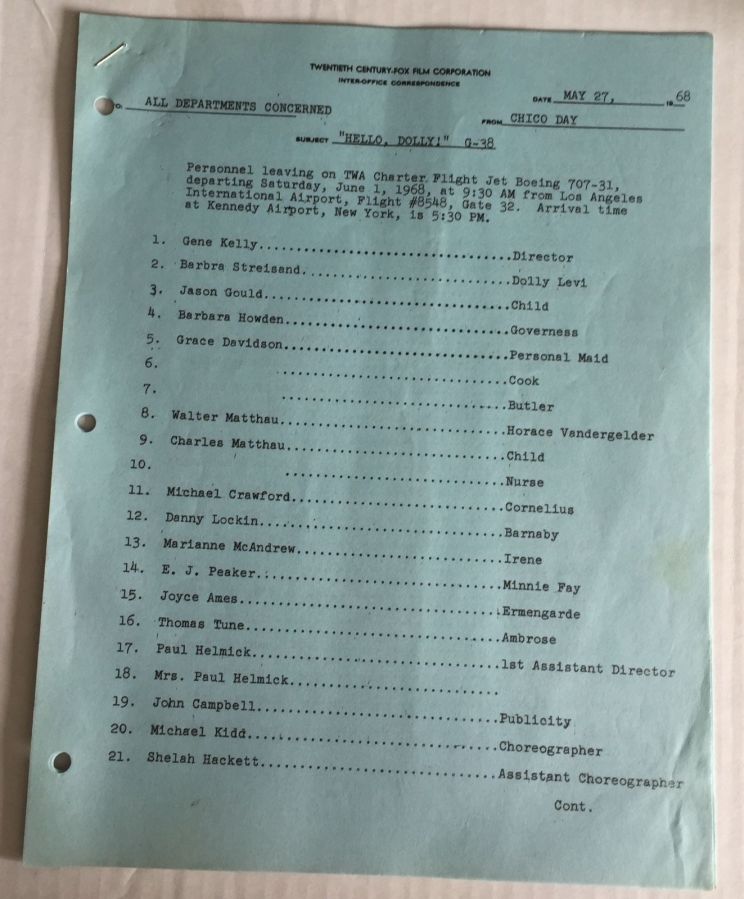 TWENTIETH CENTURY-FOX FILM CORPORATION
INTER-OFFICE CORRESPONDENCE
TO ALL DEPARTMENTS CONCERNED DATE MAY 27, 19 68
FROM CHICO DAY
SUBJECT "HELLO, DOLLY!" G-38
Personnel leaving on TWA Charter Flight Jet Boeing 707-31,
departing Saturday, June 1, 1968, at 9:30 AM from Los Angeles
International Airport, Flight #8548, Gate 32. Arrival time
at Kennedy Airport, New York, is 5:30 PM.
1. Gene Kelly..................................Director
2. Barbra Streisand............................Dolly Levi
3. Jason Gould.................................Child
4. Barbara Howden..............................Governess
5. Grace Davidson..............................Personal Maid
6. ..............................Cook
7. ..............................Butler
8. Walter Matthau..............................Horace Vandergelder
9. Charles Matthau.............................Child
10. .............................Nurse
11. Michael Crawford............................Cornelius
12. Danny Lockin................................Barnaby
13. Marianne McAndrew...........................Irene
14. E. J. Peaker................................Minnie Fay
15. Joyce Ames..................................Ermengarde
16. Thomas Tune.................................Ambrose
17. Paul Helmick................................1st Assistant Director
18. Mrs. Paul Helmick...........................
19. John Campbell...............................Publicity
20. Michael Kidd................................Choreographer
21. Shelah Hackett..............................Assistant Choreographer
Cont.